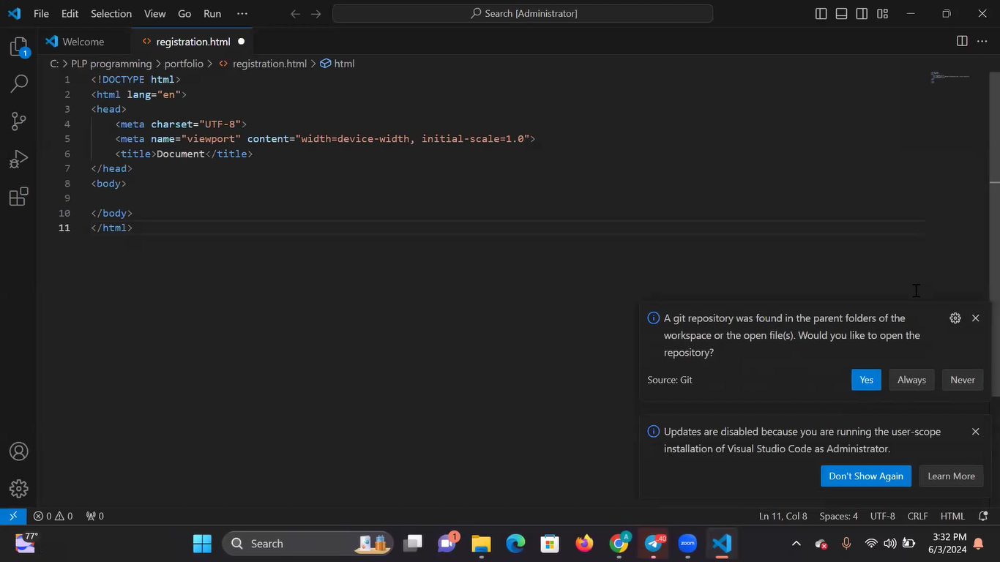 File Edit Selection View Go Run ··· Search [Administrator]
Welcome registration.html
C: > PLP programming > portfolio > registration.html > html
1 <!DOCTYPE html>
2 <html lang="en">
3 <head>
4 <meta charset="UTF-8">
5 <meta name="viewport" content="width=device-width, initial-scale=1.0">
6 <title>Document</title>
7 </head>
8 <body>
9
10 </body>
11 </html>
1
A git repository was found in the parent folders of the
workspace or the open file(s). Would you like to open the
repository?
Source: Git Yes Always Never
Updates are disabled because you are running the user-scope
installation of Visual Studio Code as Administrator.
Don't Show Again Learn More
0 0 0 Ln 11, Col 8 Spaces: 4 UTF-8 CRLF HTML
77° Search 1 A 40 zoom 3:32 PM
6/3/2024